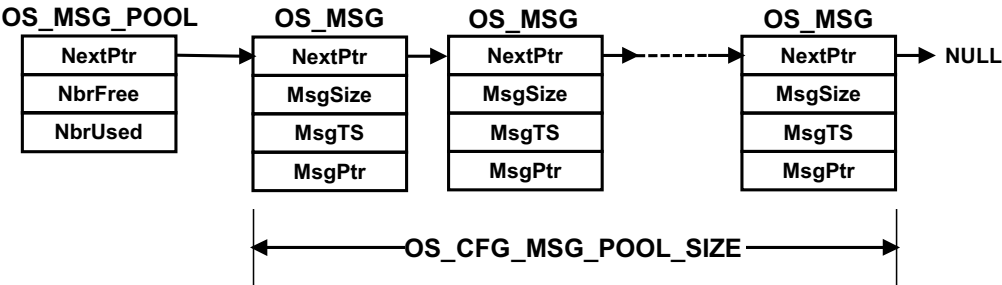 OS_MSG_POOL OS_MSG OS_MSG OS_MSG
NextPtr NextPtr NextPtr NextPtr NULL
NbrFree MsgSize MsgSize MsgSize
NbrUsed MsgTS MsgTS MsgTS
MsgPtr MsgPtr MsgPtr
OS_CFG_MSG_POOL_SIZE